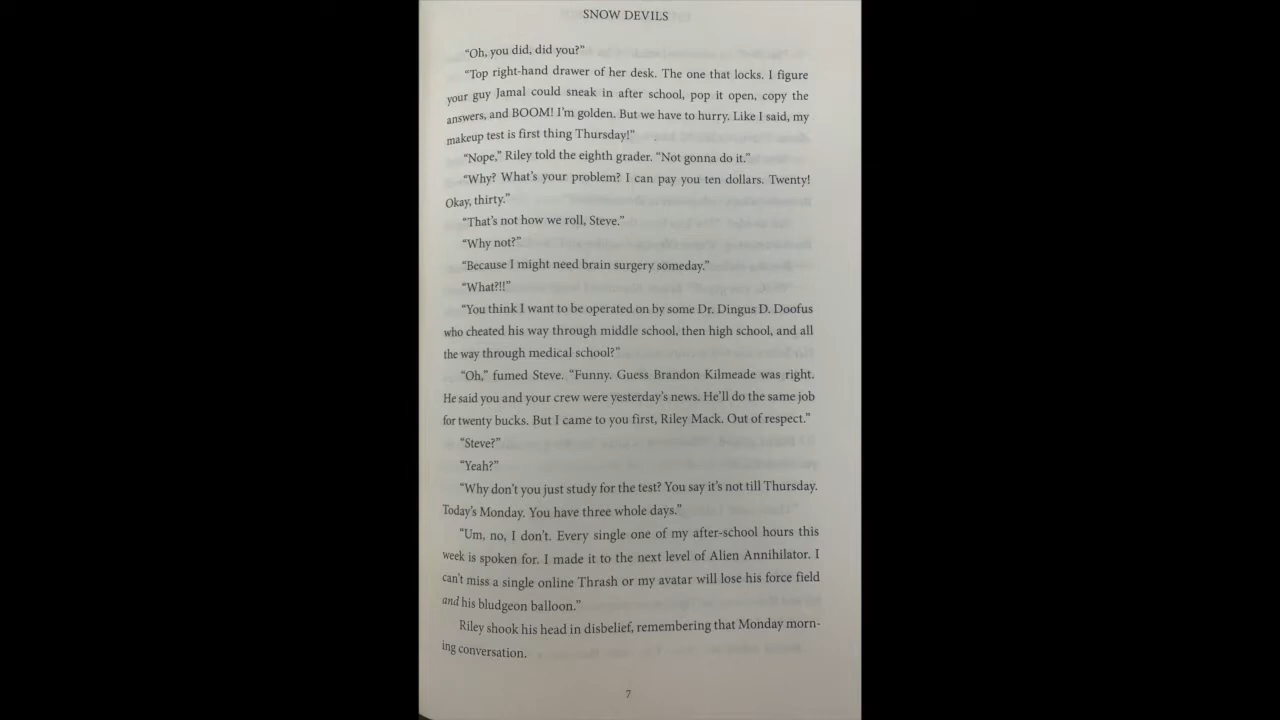 SNOW DEVILS
“Oh, you did, did you?”
“Top right-hand drawer of her desk. The one that locks. I figure
your guy Jamal could sneak in after school, pop it open, copy the
answers, and BOOM! I’m golden. But we have to hurry. Like I said, my
makeup test is first thing Thursday!”
“Nope,” Riley told the eighth grader. “Not gonna do it.”
“Why? What’s your problem? I can pay you ten dollars. Twenty!
Okay, thirty.”
“That’s not how we roll, Steve.”
“Why not?”
“Because I might need brain surgery someday.”
“What?!!”
“You think I want to be operated on by some Dr. Dingus D. Doofus
who cheated his way through middle school, then high school, and all
the way through medical school?”
“Oh,” fumed Steve. “Funny. Guess Brandon Kilmeade was right.
He said you and your crew were yesterday’s news. He’ll do the same job
for twenty bucks. But I came to you first, Riley Mack. Out of respect.”
“Steve?”
“Yeah?”
“Why don’t you just study for the test? You say it’s not till Thursday.
Today’s Monday. You have three whole days.”
“Um, no, I don’t. Every single one of my after-school hours this
week is spoken for. I made it to the next level of Alien Annihilator. I
can’t miss a single online Thrash or my avatar will lose his force field
and his bludgeon balloon.”
Riley shook his head in disbelief, remembering that Monday morn-
ing conversation.
7